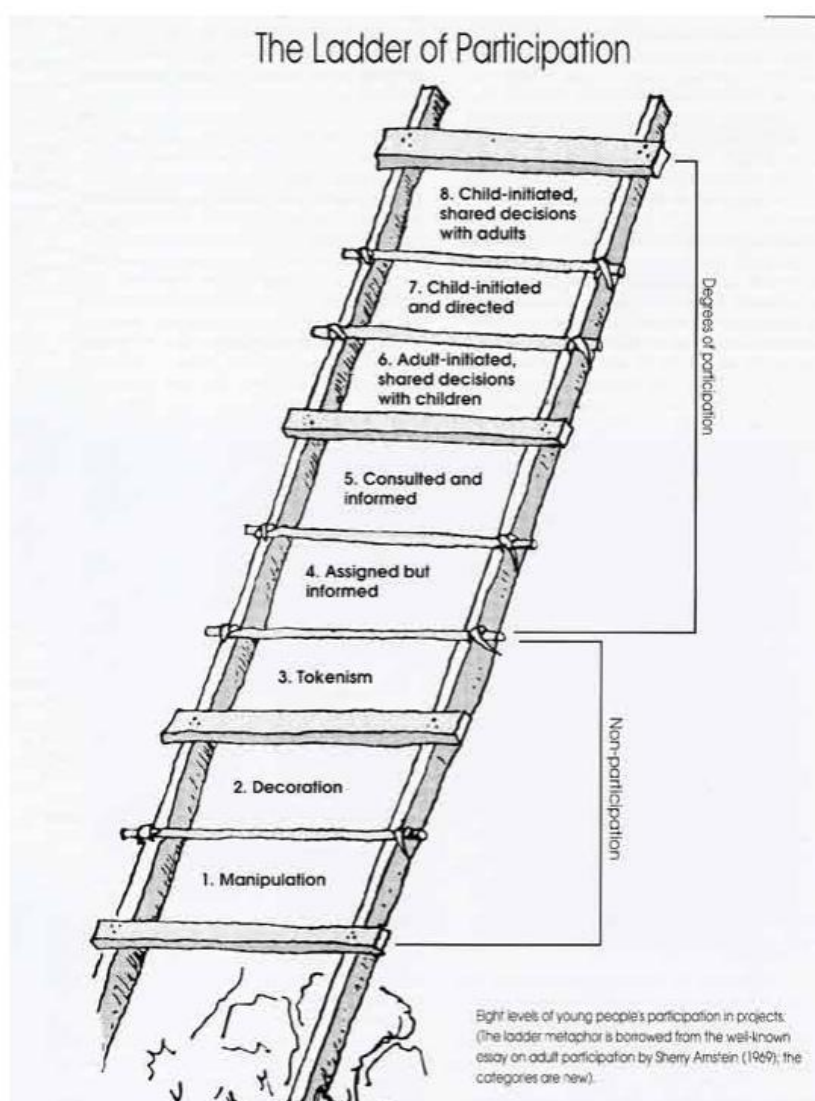 The Ladder of Participation
8. Child-initiated,
shared decisions
with adults
7. Child-initiated
and directed
6. Adult-initiated,
shared decisions
with children
5. Consulted and
informed
4. Assigned but
informed
3. Tokenism
2. Decoration
1. Manipulation
Degrees of participation
Non-participation
Eight levels of young people's participation in projects.
(The ladder metaphor is borrowed from the well-known
essay on adult participation by Sherry Arnstein (1969); the
categories are new).